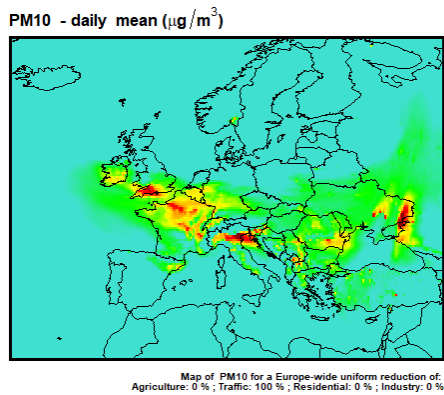 PM10 - daily mean (μg/m³)
Map of PM10 for a Europe-wide uniform reduction of:
Agriculture: 0 % ; Traffic: 100 % ; Residential: 0 % ; Industry: 0 %